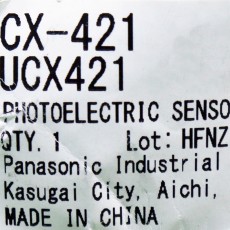 CX-421
UCX421
PHOTOELECTRIC SENSO
QTY. 1 Lot: HFNZ
Panasonic Industrial
Kasugai City, Aichi,
MADE IN CHINA